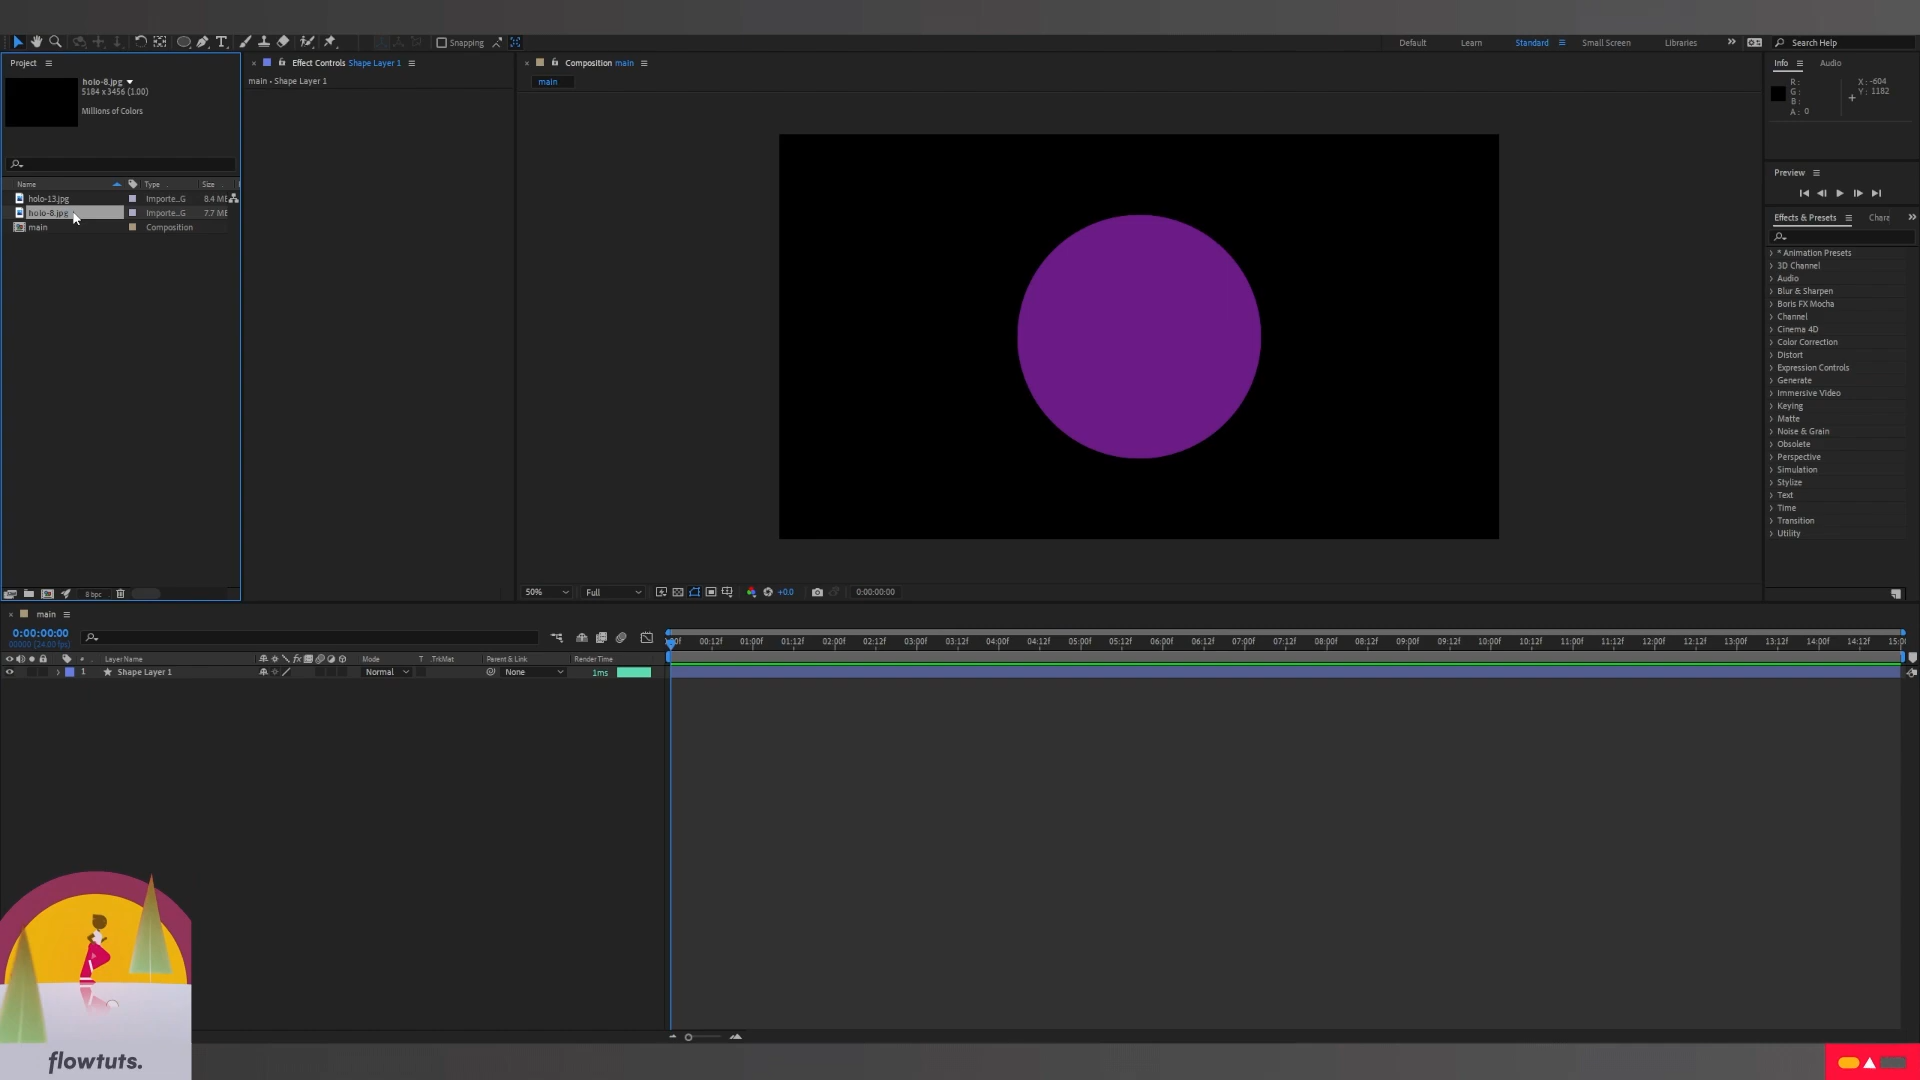 Snapping
Default
Learn
Standard
Small Screen
Libraries
Search Help
Project
Effect Controls Shape Layer 1
Composition main
Info
Audio
holo-8.jpg
5184 x 3456 (1.00)
Millions of Colors
main • Shape Layer 1
main
R :
G :
B :
A : 0
X : -604
Y : 1182
Preview
Name
Type
Size
holo-13.jpg
Importe...G
8.4 ME
holo-8.jpg
Importe...G
7.7 ME
main
Composition
Effects & Presets
Chara
* Animation Presets
3D Channel
Audio
Blur & Sharpen
Boris FX Mocha
Channel
Cinema 4D
Color Correction
Distort
Expression Controls
Generate
Immersive Video
Keying
Matte
Noise & Grain
Obsolete
Perspective
Simulation
Stylize
Text
Time
Transition
Utility
8 bpc
50%
Full
+0.0
0:00:00:00
main
0:00:00:00
00000 (24.00 fps)
00f 00:12f 01:00f 01:12f 02:00f 02:12f 03:00f 03:12f 04:00f 04:12f 05:00f 05:12f 06:00f 06:12f 07:00f 07:12f 08:00f 08:12f 09:00f 09:12f 10:00f 10:12f 11:00f 11:12f 12:00f 12:12f 13:00f 13:12f 14:00f 14:12f 15:00
# Layer Name
Mode
T .TrkMat
Parent & Link
Render Time
1 Shape Layer 1
Normal
None
1ms
flowtuts.